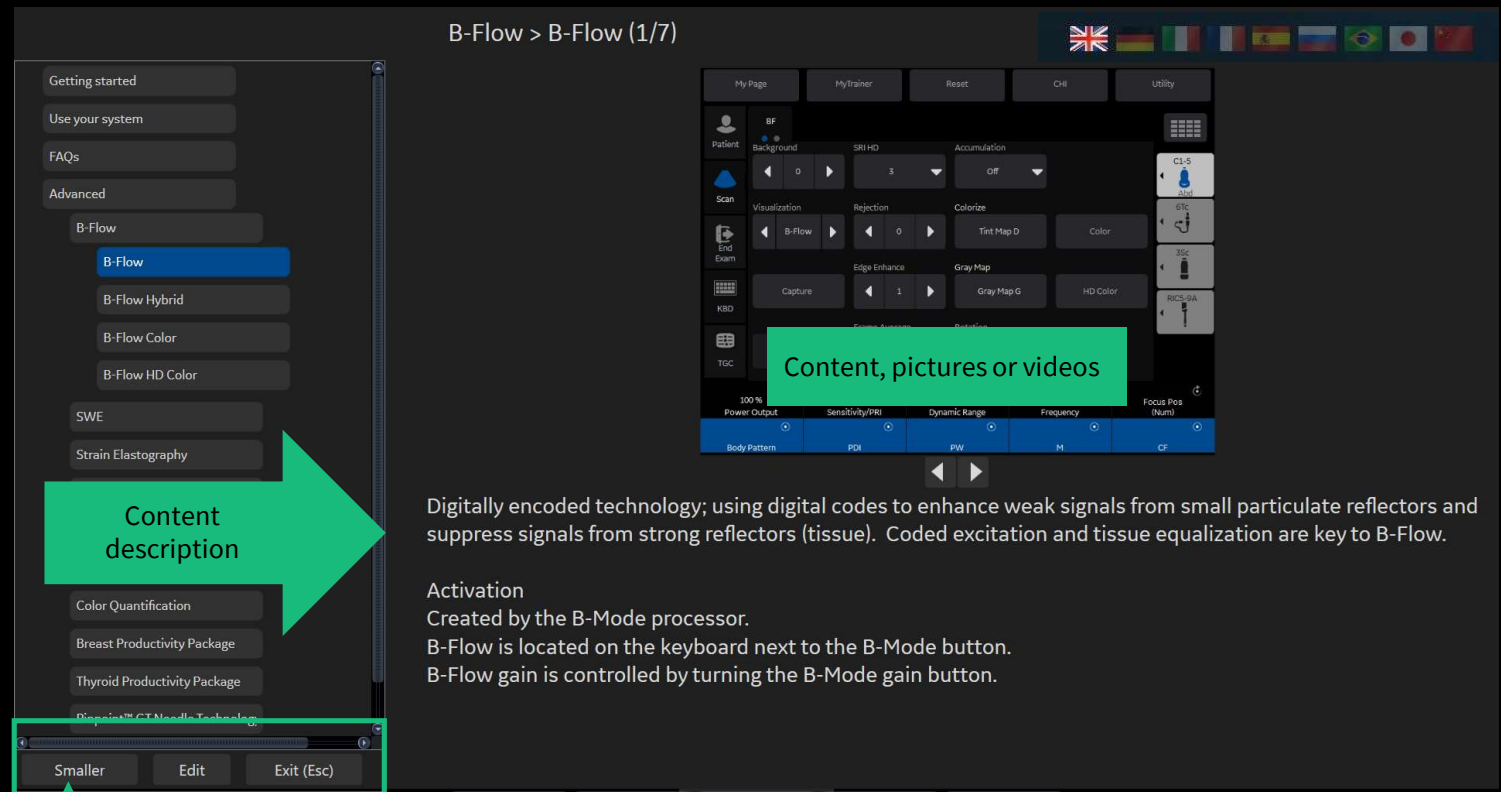 B-Flow > B-Flow (1/7)
Getting started
Use your system
FAQs
Advanced
B-Flow
B-Flow
B-Flow Hybrid
B-Flow Color
B-Flow HD Color
SWE
Strain Elastography
Content
description
Color Quantification
Breast Productivity Package
Thyroid Productivity Package
Smaller Edit Exit (Esc)
My Page MyTrainer Reset CHI Utility
Patient
BF
Background SRI HD Accumulation
0 3 Off
C1-5
Abd
Scan
Visualization Rejection Colorize
B-Flow 0 Tint Map D Color
6Tc
End
Exam
Edge Enhance Gray Map
Capture 1 Gray Map G HD Color
3Sc
KBD
RIC5-9A
TGC
Content, pictures or videos
100 %
Power Output Sensitivity/PRI Dynamic Range Frequency Focus Pos
(Num)
Body Pattern PDI PW M CF
Digitally encoded technology; using digital codes to enhance weak signals from small particulate reflectors and
suppress signals from strong reflectors (tissue). Coded excitation and tissue equalization are key to B-Flow.
Activation
Created by the B-Mode processor.
B-Flow is located on the keyboard next to the B-Mode button.
B-Flow gain is controlled by turning the B-Mode gain button.